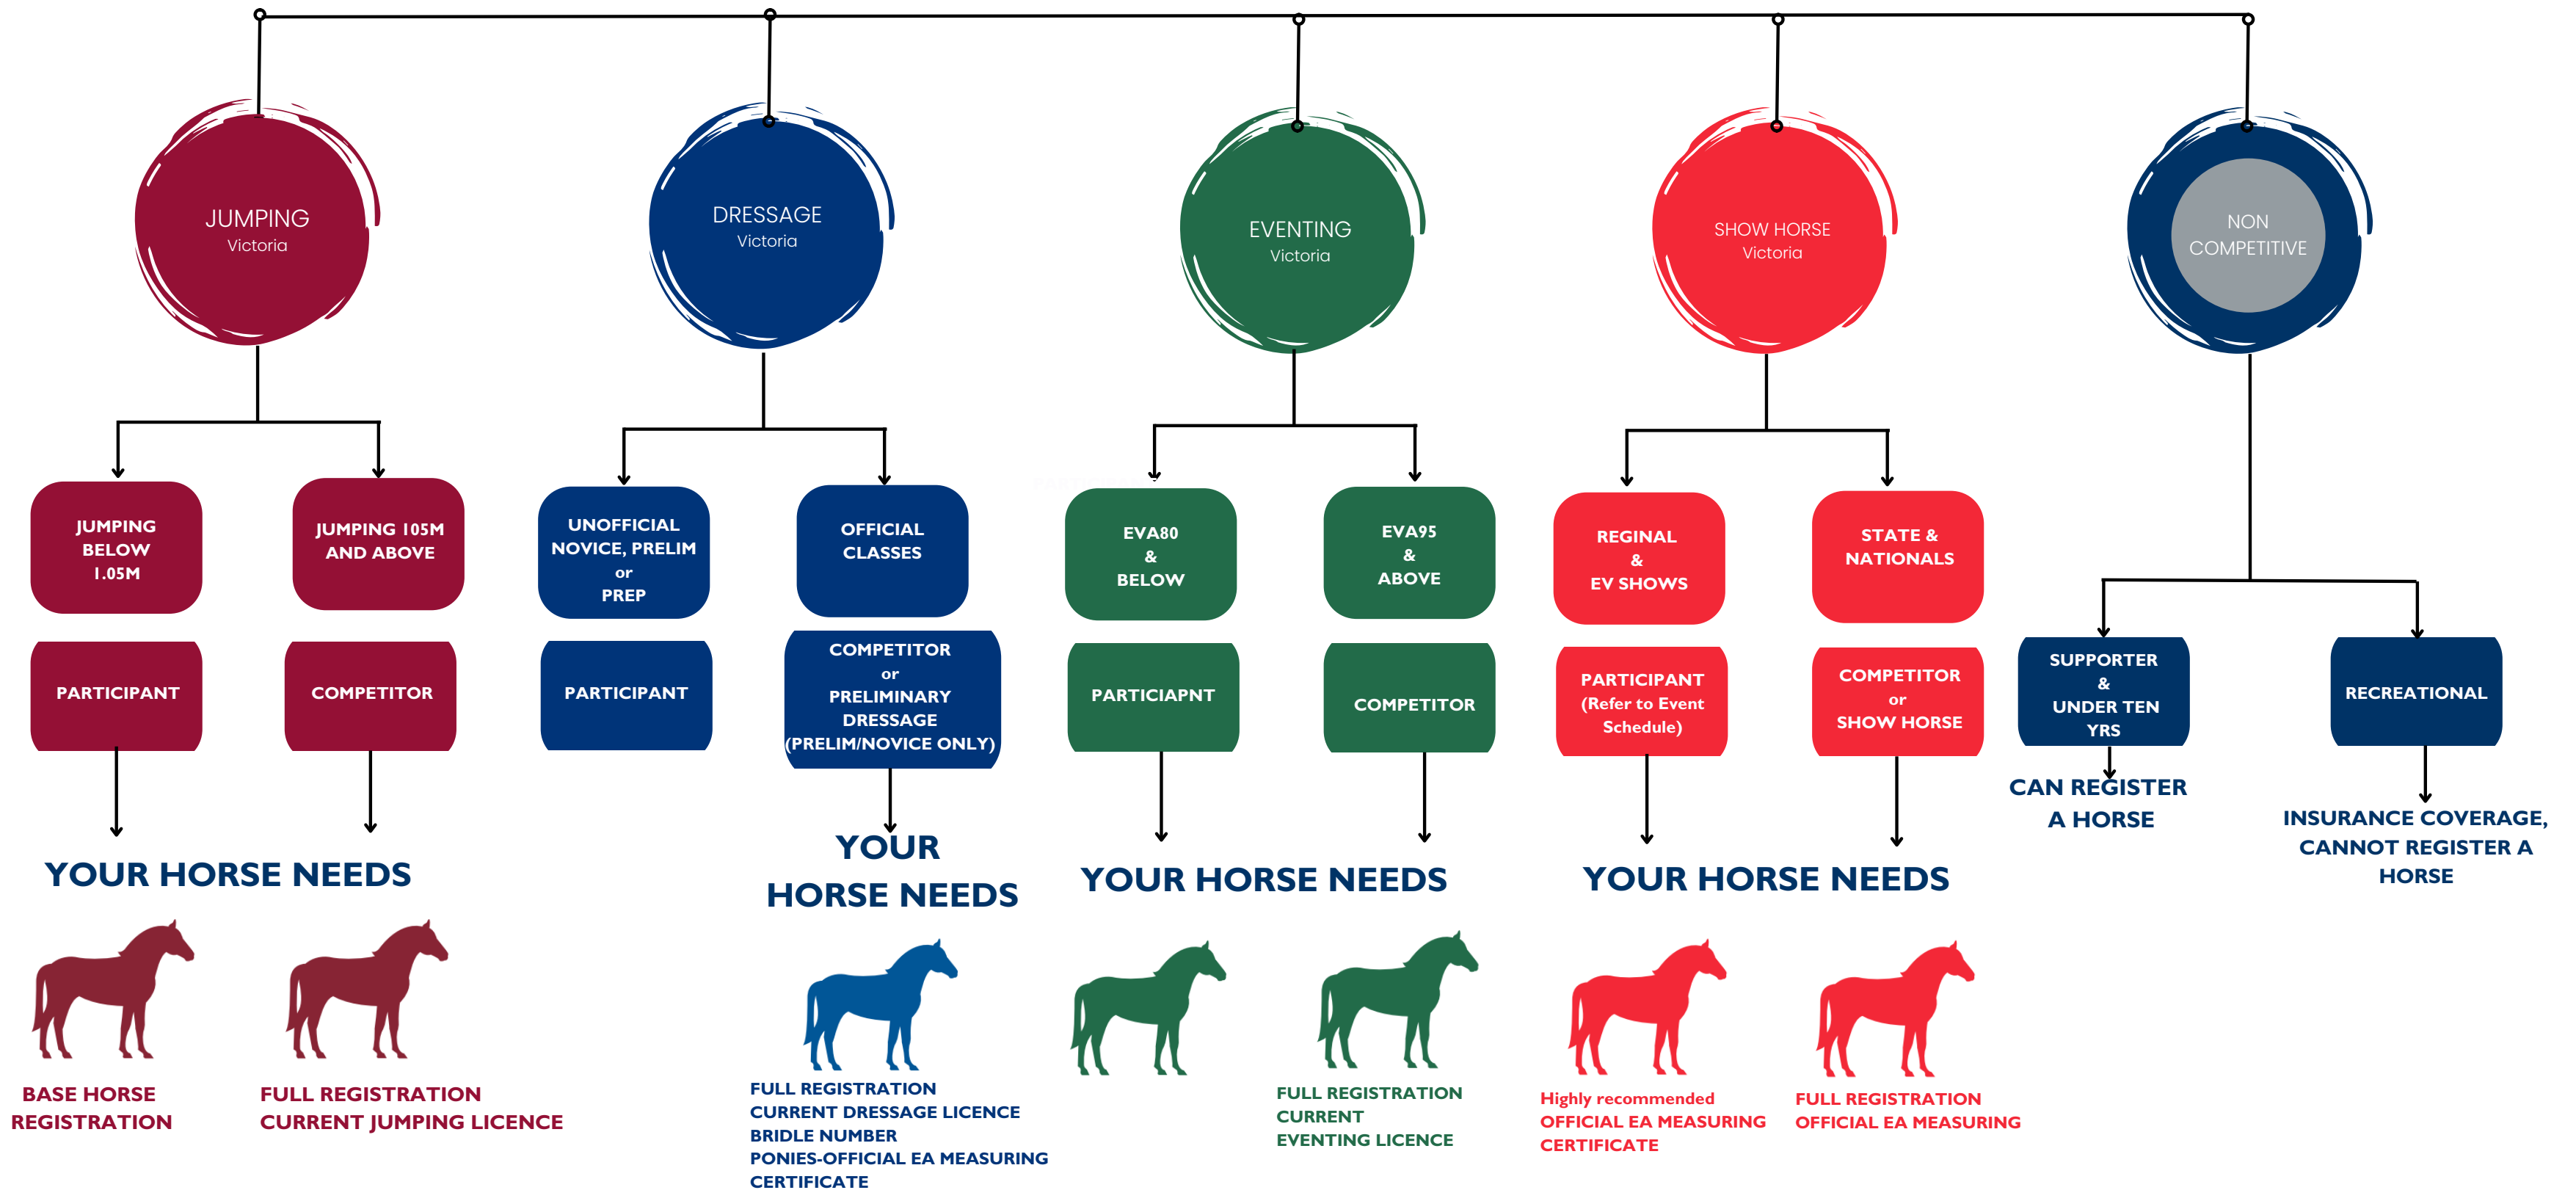 JUMPING
Victoria
DRESSAGE
Victoria
EVENTING
Victoria
SHOW HORSE
Victoria
NON
COMPETITIVE
JUMPING
BELOW
1.05M
JUMPING 105M
AND ABOVE
UNOFFICIAL
NOVICE, PRELIM
or
PREP
OFFICIAL
CLASSES
EVA80
&
BELOW
EVA95
&
ABOVE
REGINAL
&
EV SHOWS
STATE &
NATIONALS
PARTICIPANT
COMPETITOR
PARTICIPANT
COMPETITOR
or
PRELIMINARY
DRESSAGE
(PRELIM/NOVICE ONLY)
PARTICIAPNT
COMPETITOR
PARTICIPANT
(Refer to Event
Schedule)
COMPETITOR
or
SHOW HORSE
SUPPORTER
&
UNDER TEN
YRS
RECREATIONAL
YOUR HORSE NEEDS
YOUR
HORSE NEEDS
YOUR HORSE NEEDS
YOUR HORSE NEEDS
CAN REGISTER
A HORSE
INSURANCE COVERAGE,
CANNOT REGISTER A
HORSE
BASE HORSE
REGISTRATION
FULL REGISTRATION
CURRENT JUMPING LICENCE
FULL REGISTRATION
CURRENT DRESSAGE LICENCE
BRIDLE NUMBER
PONIES-OFFICIAL EA MEASURING
CERTIFICATE
FULL REGISTRATION
CURRENT
EVENTING LICENCE
Highly recommended
OFFICIAL EA MEASURING
CERTIFICATE
FULL REGISTRATION
OFFICIAL EA MEASURING